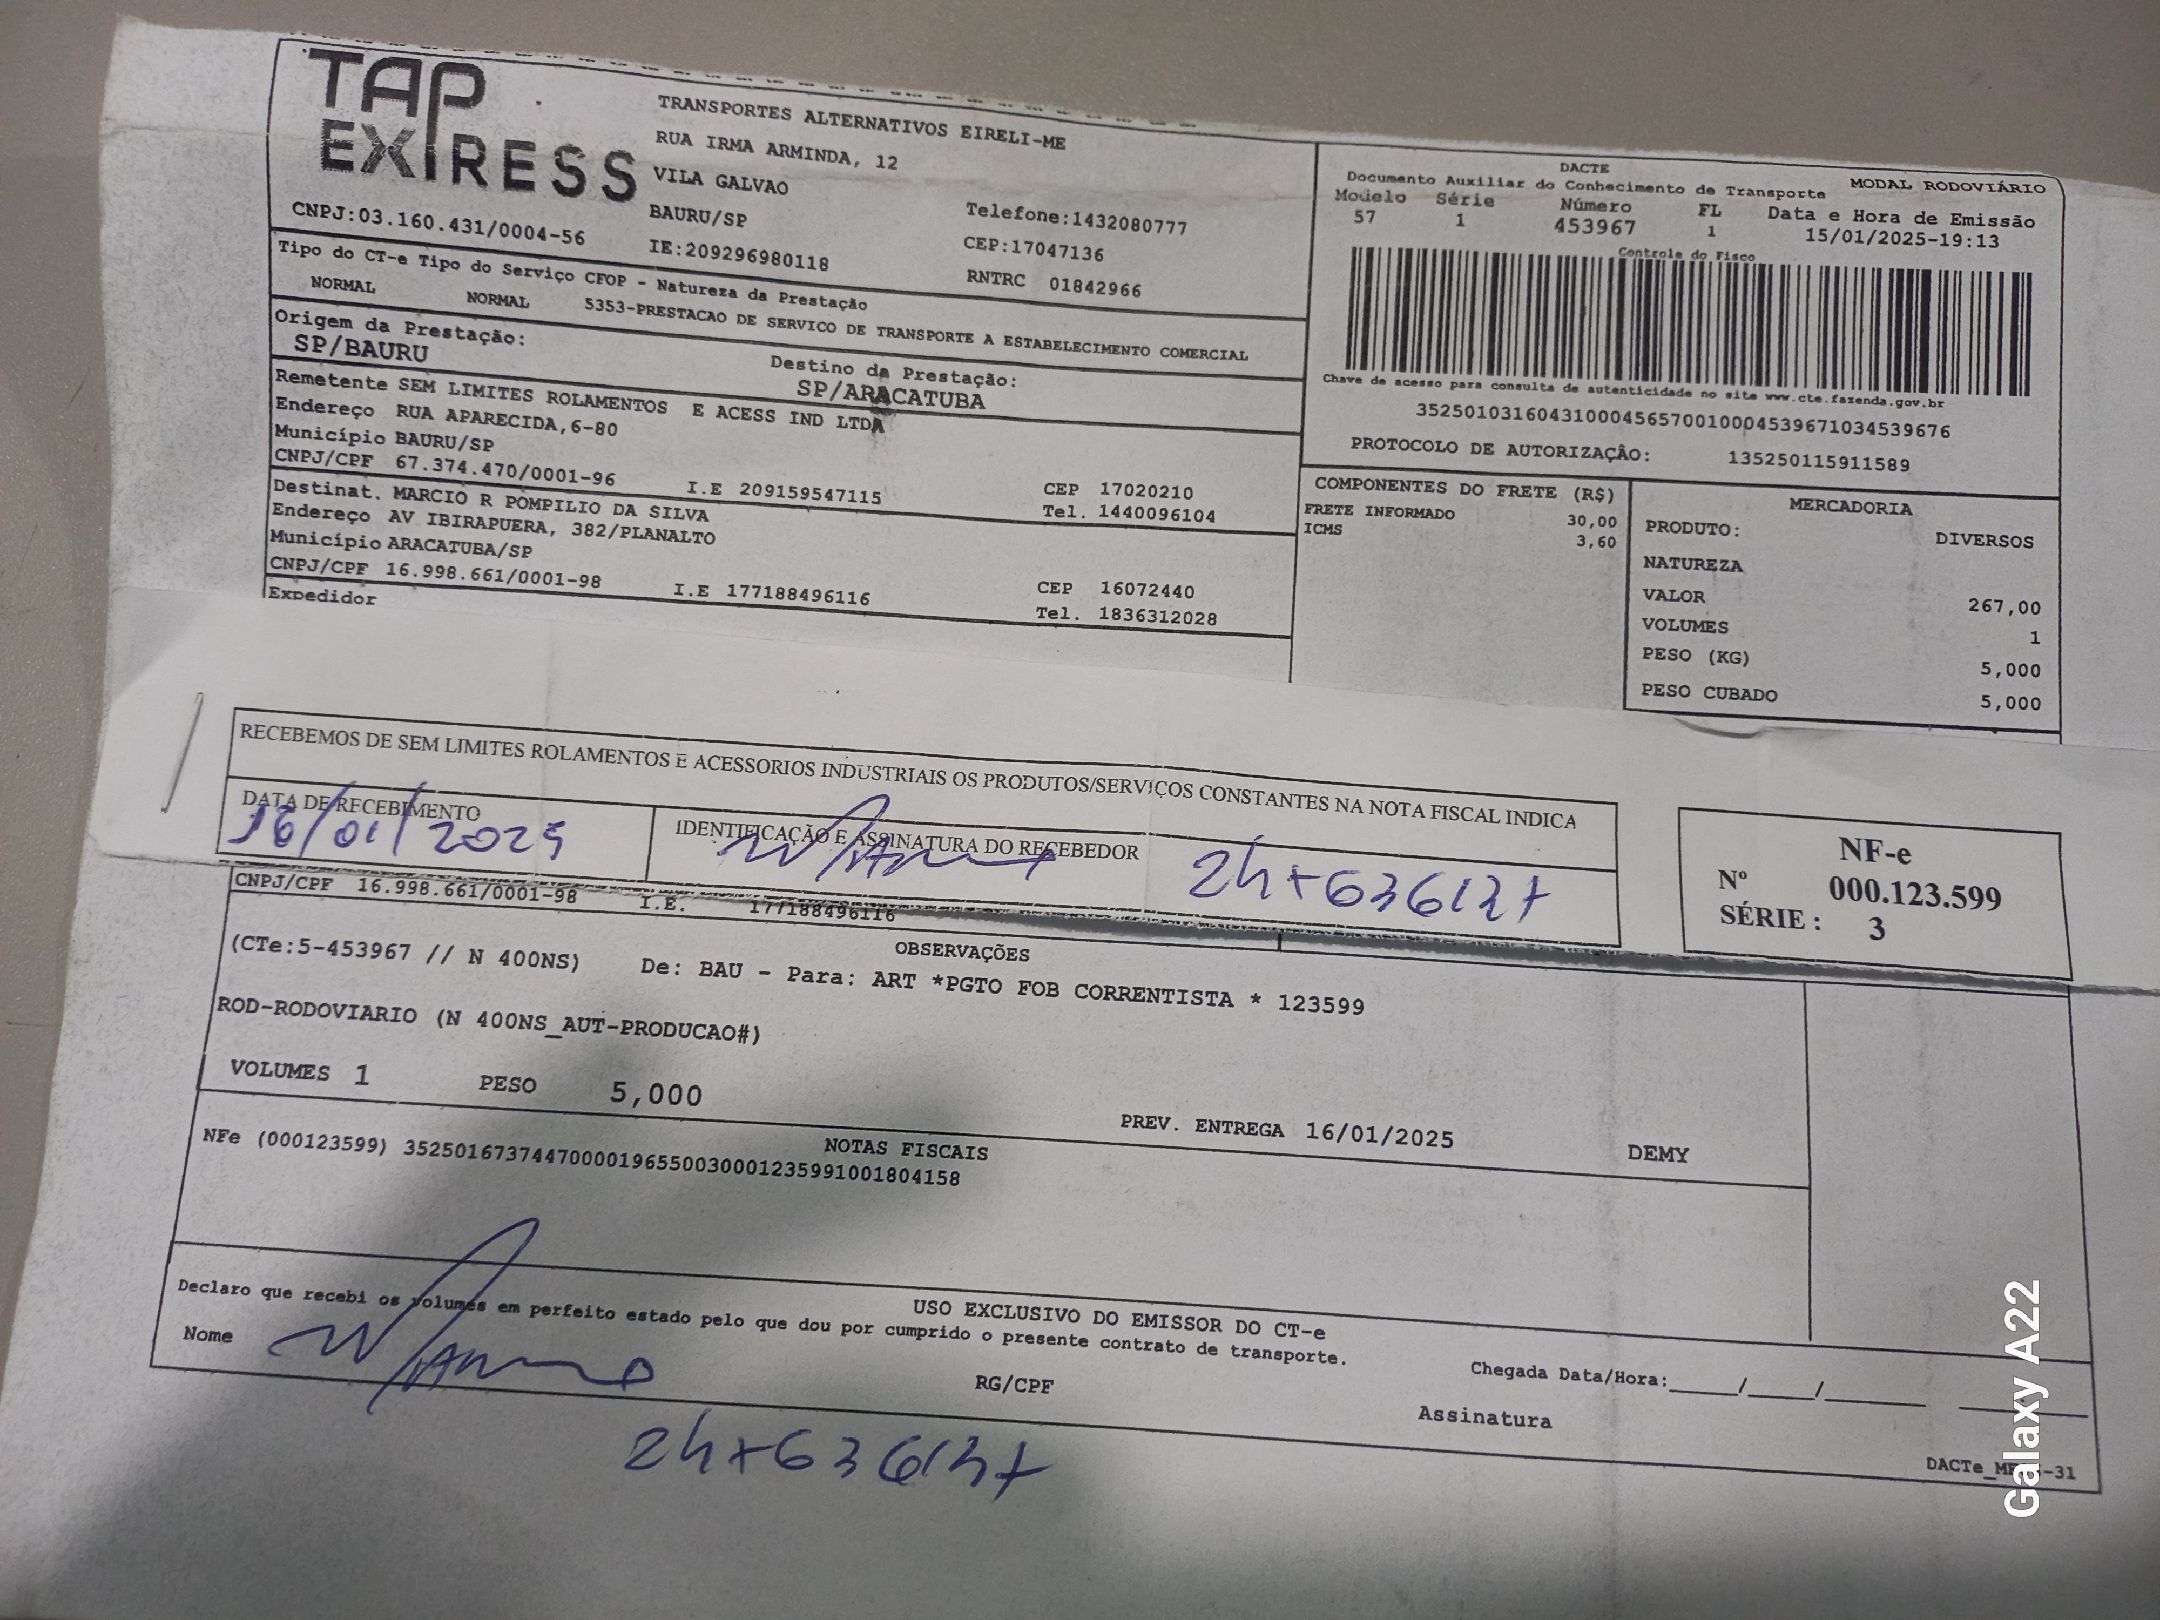 TAP
EXPRESS
TRANSPORTES ALTERNATIVOS EIRELI-ME
RUA IRMA ARMINDA, 12
VILA GALVAO
BAURU/SP
Telefone:1432080777
CNPJ:03.160.431/0004-56
IE:209296980118
CEP:17047136
RNTRC 01842966
DACTE
Documento Auxiliar do Conhecimento de Transporte
MODAL RODOVIÁRIO
Modelo Série Número FL Data e Hora de Emissão
57 1 453967 1 15/01/2025-19:13
Controle do Fisco
Chave de acesso para consulta de autenticidade no site www.cte.fazenda.gov.br
35250103160431000456570010004539671034539676
PROTOCOLO DE AUTORIZAÇÂO: 135250115911589
Tipo do CT-e Tipo do Serviço CFOP - Natureza da Prestação
NORMAL NORMAL 5353-PRESTACAO DE SERVICO DE TRANSPORTE A ESTABELECIMENTO COMERCIAL
Origem da Prestação:
SP/BAURU
Destino da Prestação:
SP/ARACATUBA
Remetente SEM LIMITES ROLAMENTOS E ACESS IND LTDA
Endereço RUA APARECIDA,6-80
Município BAURU/SP
CNPJ/CPF 67.374.470/0001-96 I.E 209159547115
CEP 17020210
Tel. 1440096104
Destinat. MARCIO R POMPILIO DA SILVA
Endereço AV IBIRAPUERA, 382/PLANALTO
Município ARACATUBA/SP
CNPJ/CPF 16.998.661/0001-98 I.E 177188496116
CEP 16072440
Tel. 1836312028
Expedidor
COMPONENTES DO FRETE (R$)
FRETE INFORMADO 30,00
ICMS 3,60
MERCADORIA
PRODUTO: DIVERSOS
NATUREZA
VALOR 267,00
VOLUMES 1
PESO (KG) 5,000
PESO CUBADO 5,000
RECEBEMOS DE SEM LIMITES ROLAMENTOS E ACESSORIOS INDUSTRIAIS OS PRODUTOS/SERVIÇOS CONSTANTES NA NOTA FISCAL INDICA
DATA DE RECEBIMENTO
16/01/2025
IDENTIFICAÇÃO E ASSINATURA DO RECEBEDOR
NF-e
Nº 000.123.599
SÉRIE : 3
CNPJ/CPF 16.998.661/0001-98 I.E. 177188496116
OBSERVAÇÕES
(CTe:5-453967 // N 400NS) De: BAU - Para: ART *PGTO FOB CORRENTISTA * 123599
ROD-RODOVIARIO (N 400NS_AUT-PRODUCAO#)
VOLUMES 1 PESO 5,000
PREV. ENTREGA 16/01/2025 DEMY
NOTAS FISCAIS
NFe (000123599) 35250167374470000196550030001235991001804158
USO EXCLUSIVO DO EMISSOR DO CT-e
Declaro que recebi os volumes em perfeito estado pelo que dou por cumprido o presente contrato de transporte.
Nome
RG/CPF
Chegada Data/Hora:_____/_____/_______
Assinatura
Galaxy A22